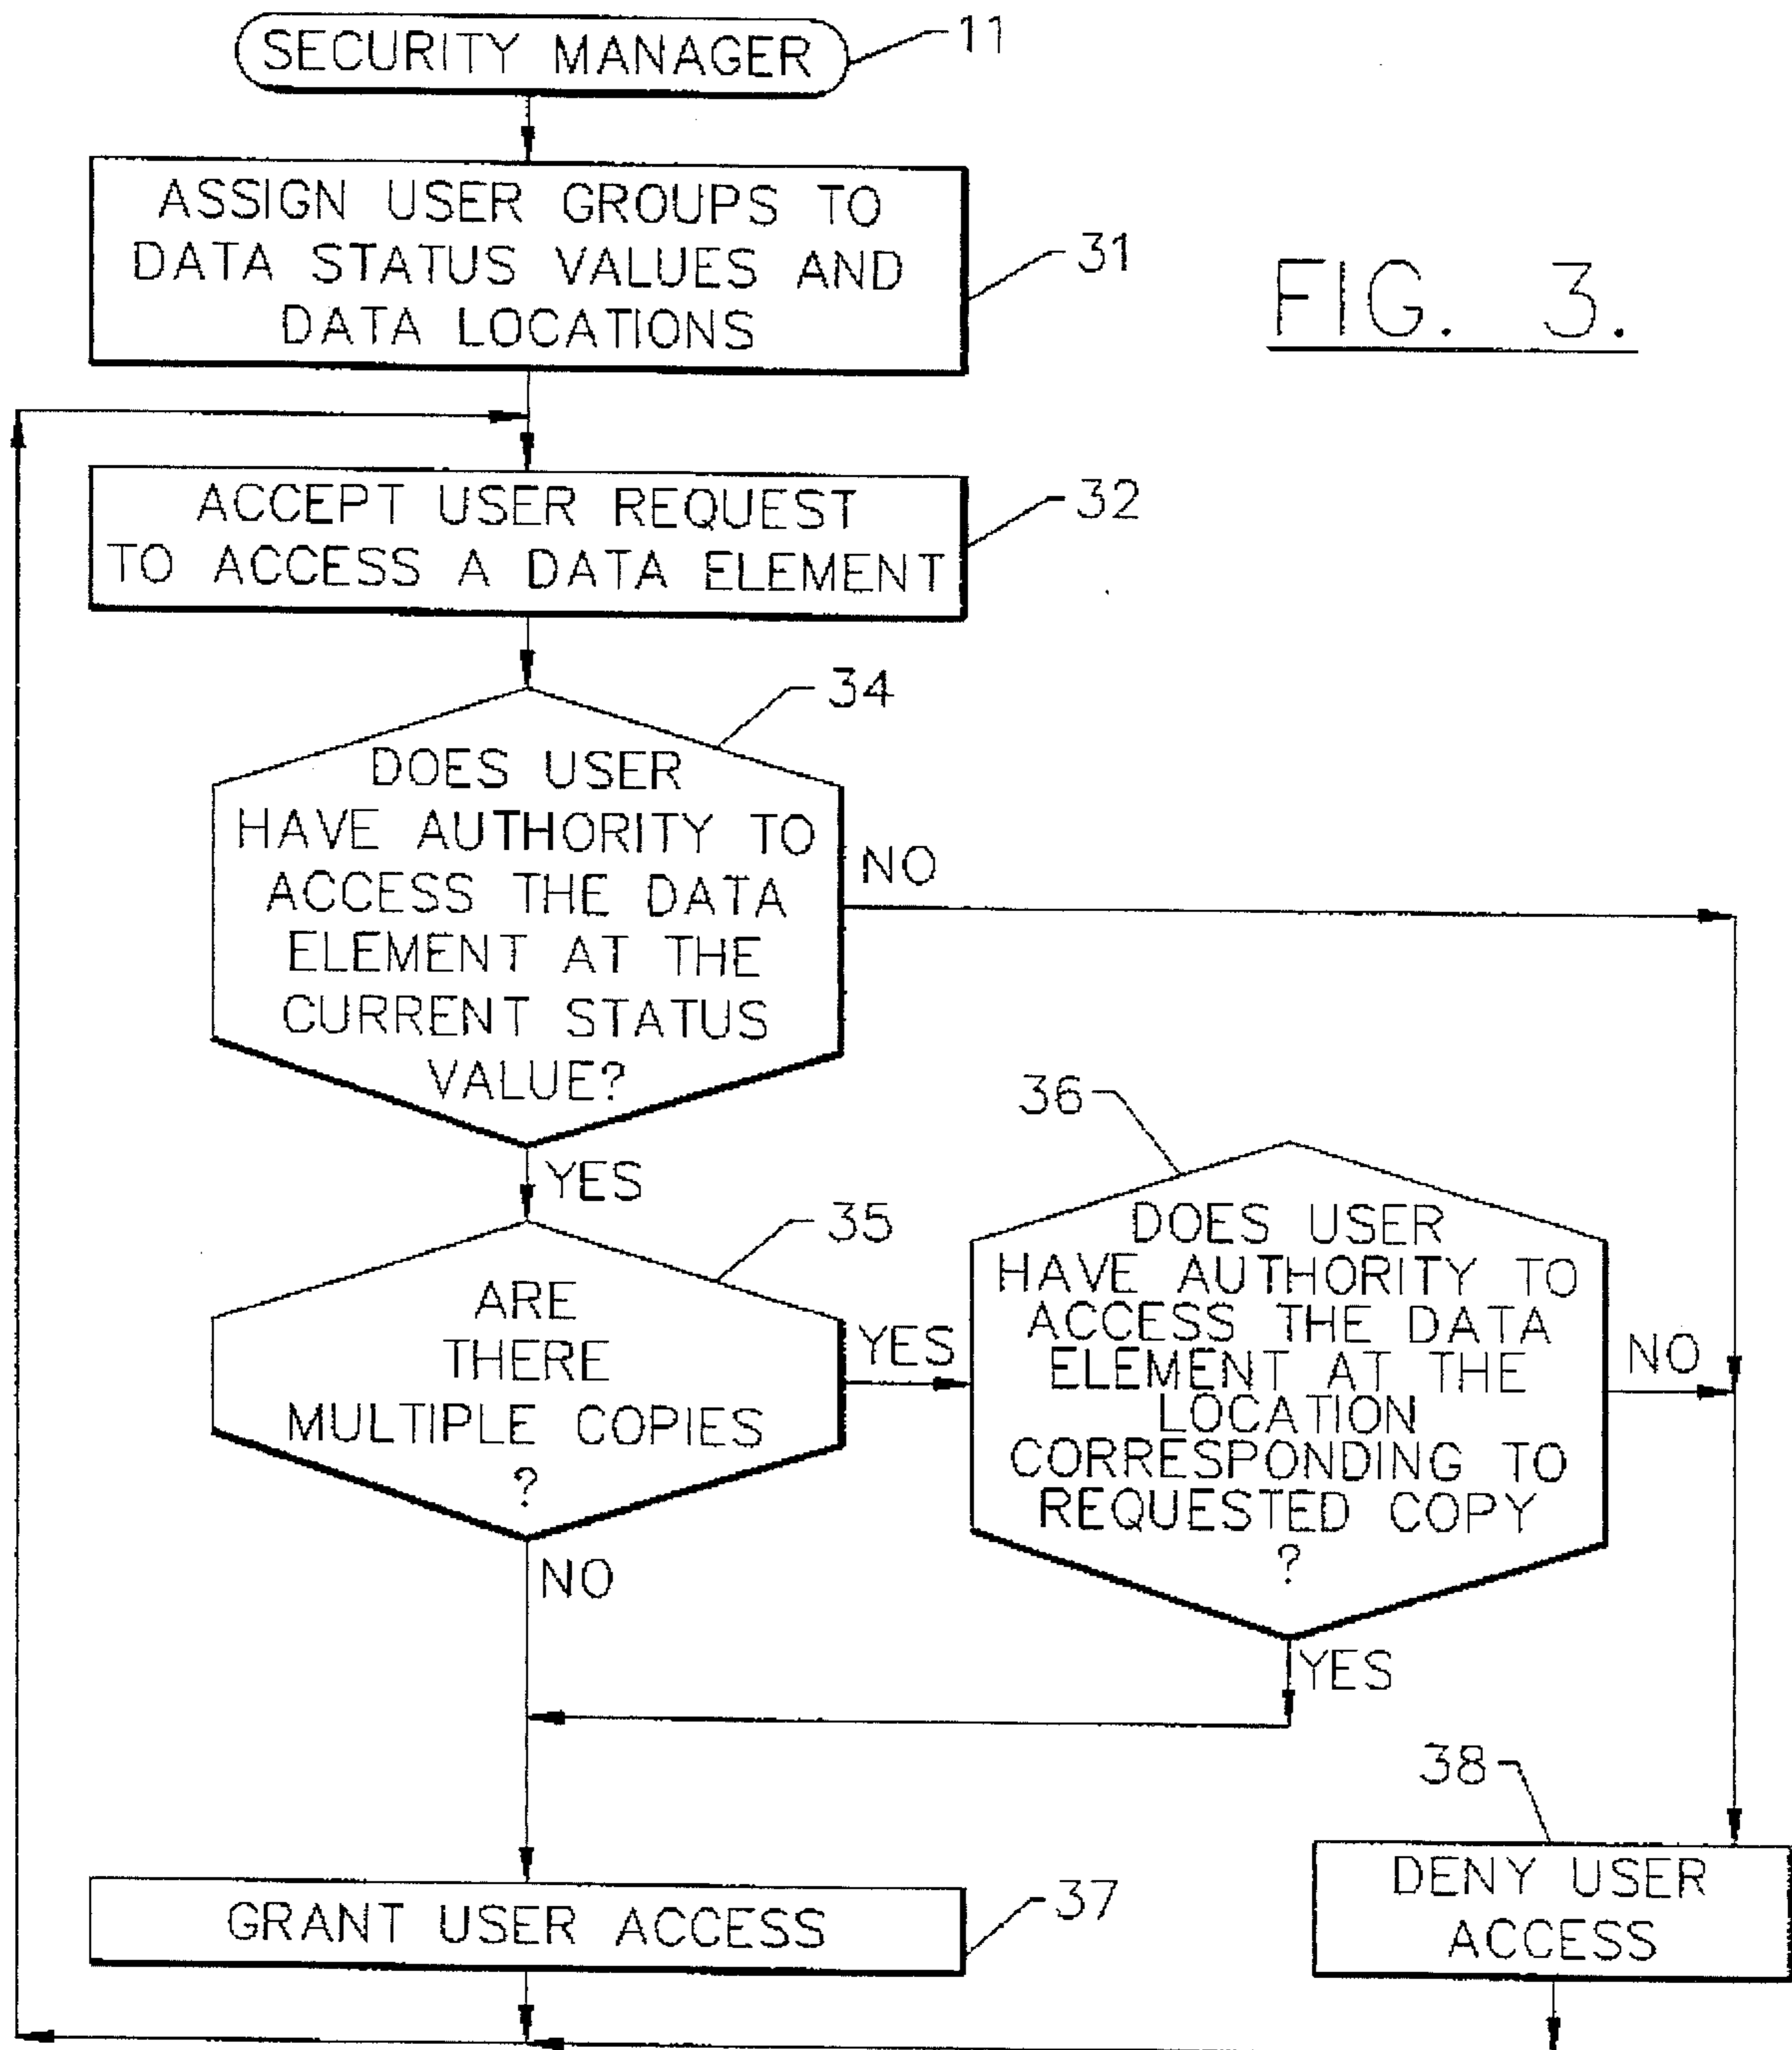 SECURITY MANAGER
11
ASSIGN USER GROUPS TO
DATA STATUS VALUES AND
DATA LOCATIONS
31
FIG. 3.
ACCEPT USER REQUEST
TO ACCESS A DATA ELEMENT
32
34
DOES USER
HAVE AUTHORITY TO
ACCESS THE DATA
ELEMENT AT THE
CURRENT STATUS
VALUE?
NO
YES
35
ARE
THERE
MULTIPLE COPIES
?
YES
NO
36
DOES USER
HAVE AUTHORITY TO
ACCESS THE DATA
ELEMENT AT THE
LOCATION
CORRESPONDING TO
REQUESTED COPY
?
NO
YES
38
DENY USER
ACCESS
GRANT USER ACCESS
37